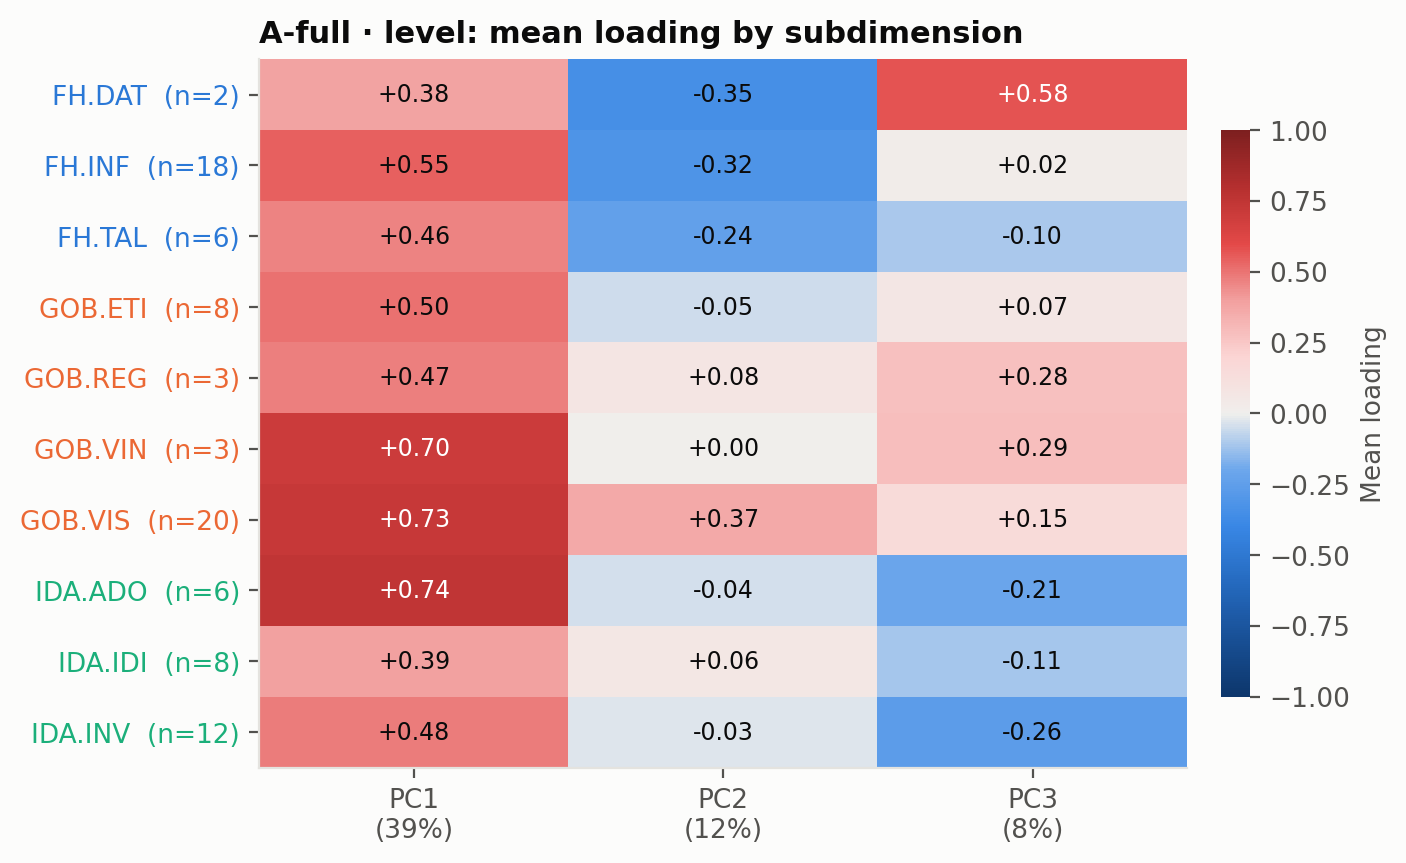 A-full · level: mean loading by subdimension
FH.DAT (n=2) +0.38 -0.35 +0.58
FH.INF (n=18) +0.55 -0.32 +0.02
FH.TAL (n=6) +0.46 -0.24 -0.10
GOB.ETI (n=8) +0.50 -0.05 +0.07
GOB.REG (n=3) +0.47 +0.08 +0.28
GOB.VIN (n=3) +0.70 +0.00 +0.29
GOB.VIS (n=20) +0.73 +0.37 +0.15
IDA.ADO (n=6) +0.74 -0.04 -0.21
IDA.IDI (n=8) +0.39 +0.06 -0.11
IDA.INV (n=12) +0.48 -0.03 -0.26
PC1 PC2 PC3
(39%) (12%) (8%)
1.00
0.75
0.50
0.25
0.00
−0.25
−0.50
−0.75
−1.00
Mean loading